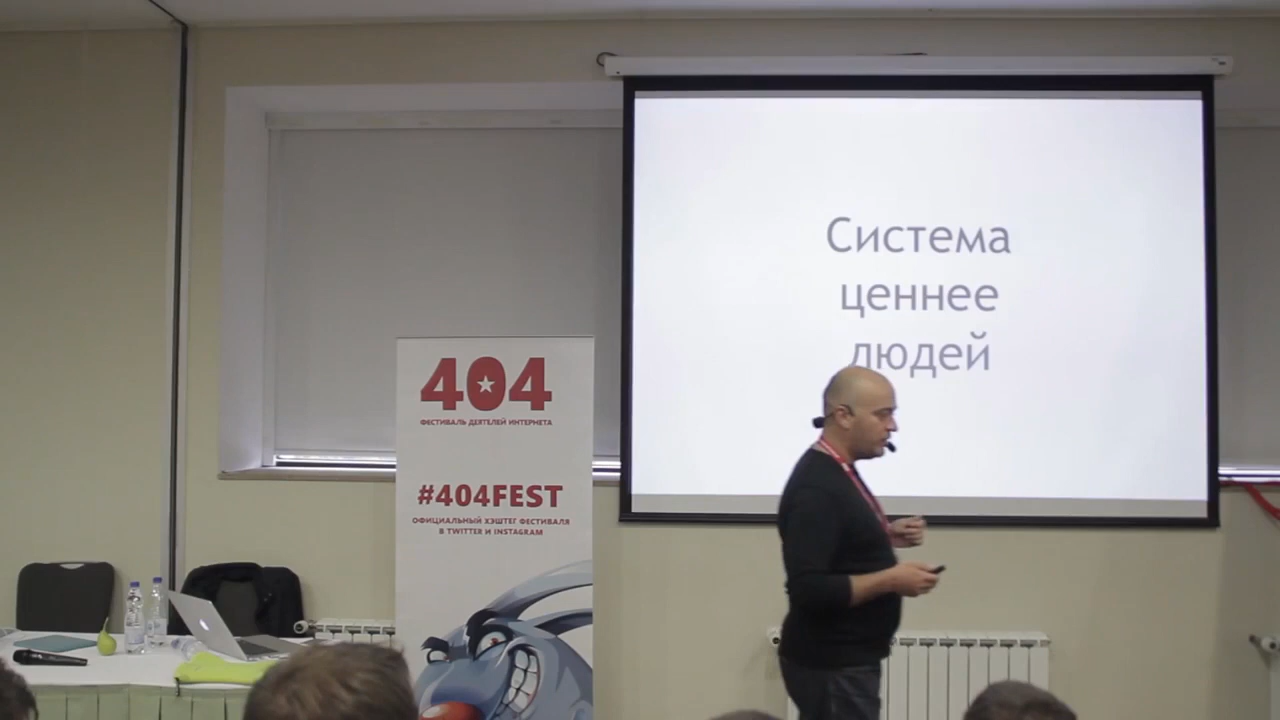 Система
ценнее
людей
404
ФЕСТИВАЛЬ ДЕЯТЕЛЕЙ ИНТЕРНЕТА
#404FEST
ОФИЦИАЛЬНЫЙ ХЭШТЕГ ФЕСТИВАЛЯ
В TWITTER И INSTAGRAM